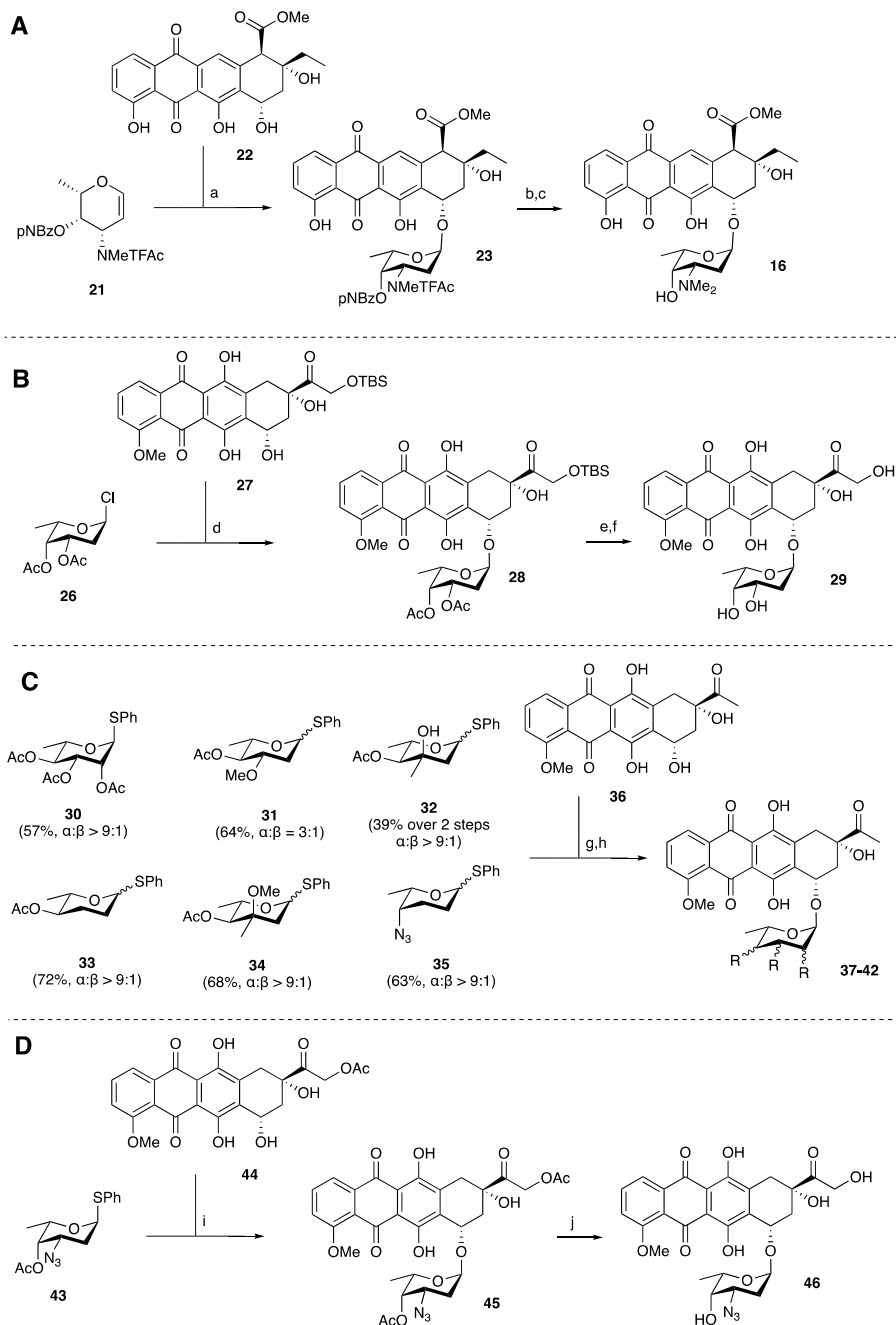 A
O
OMe
O
OH
OH
O
OH
OH
22
O
pNBzO
NMeTFAc
21
a
O
OMe
O
OH
OH
O
OH
O
O
NMeTFAc
pNBzO
23
b,c
O
OMe
O
OH
OH
O
OH
O
O
NMe2
HO
16
B
O
OH
O
OTBS
OH
OMe
O
OH
OH
27
Cl
O
OAc
AcO
26
d
O
OH
O
OTBS
OH
OMe
O
OH
O
O
AcO
OAc
28
e,f
O
OH
O
OH
OH
OMe
O
OH
O
O
OH
HO
29
C
SPh
O
AcO
AcO
OAc
30
(57%, α:β > 9:1)
SPh
O
AcO
MeO
31
(64%, α:β = 3:1)
OH
SPh
O
AcO
32
(39% over 2 steps
α:β > 9:1)
SPh
O
AcO
33
(72%, α:β > 9:1)
OMe
SPh
O
AcO
34
(68%, α:β > 9:1)
SPh
O
N3
35
(63%, α:β > 9:1)
O
OH
O
OH
OMe
O
OH
OH
36
g,h
O
OH
O
OH
OMe
O
OH
O
O
R
R
R
37-42
D
O
OH
O
OAc
OH
OMe
O
OH
OH
44
SPh
O
N3
AcO
43
i
O
OH
O
OAc
OH
OMe
O
OH
O
O
N3
AcO
45
j
O
OH
O
OH
OH
OMe
O
OH
O
O
N3
HO
46